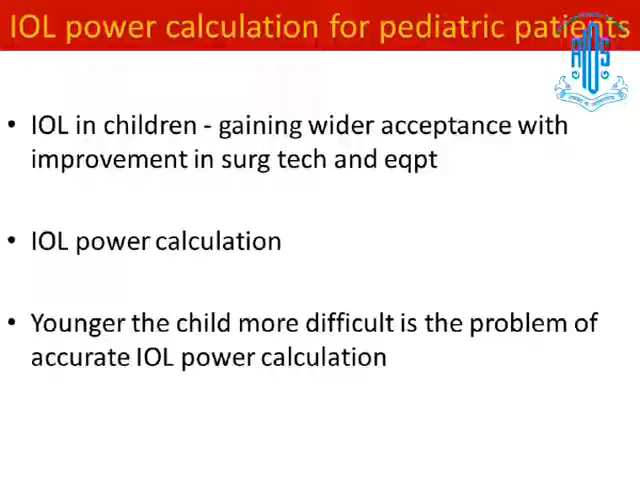 IOL power calculation for pediatric patients
AIOS
• IOL in children - gaining wider acceptance with
improvement in surg tech and eqpt
• IOL power calculation
• Younger the child more difficult is the problem of
accurate IOL power calculation